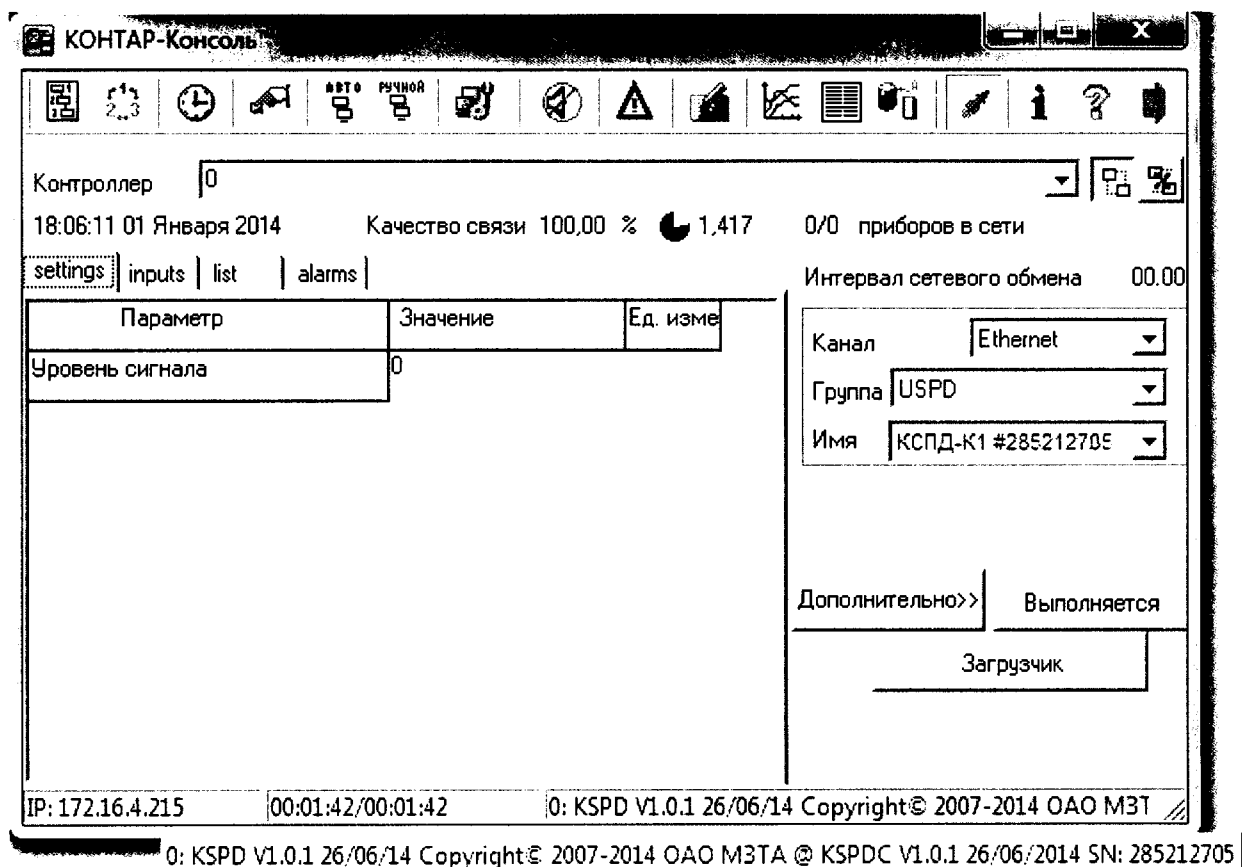 КОНТАР-Консоль
АВТО РУЧНОЙ
Контроллер 0
18:06:11 01 Января 2014 Качество связи 100,00 % 1,417 0/0 приборов в сети
settings inputs list alarms Интервал сетевого обмена 00.00
Параметр Значение Ед. изме
Уровень сигнала 0
Канал Ethernet
Группа USPD
Имя КСПД-К1 #285212705
Дополнительно>> Выполняется
Загрузчик
IP: 172.16.4.215 00:01:42/00:01:42 0: KSPD V1.0.1 26/06/14 Copyright© 2007-2014 ОАО МЗТ
0: KSPD V1.0.1 26/06/14 Copyright© 2007-2014 ОАО МЗТА @ KSPDC V1.0.1 26/06/2014 SN: 285212705